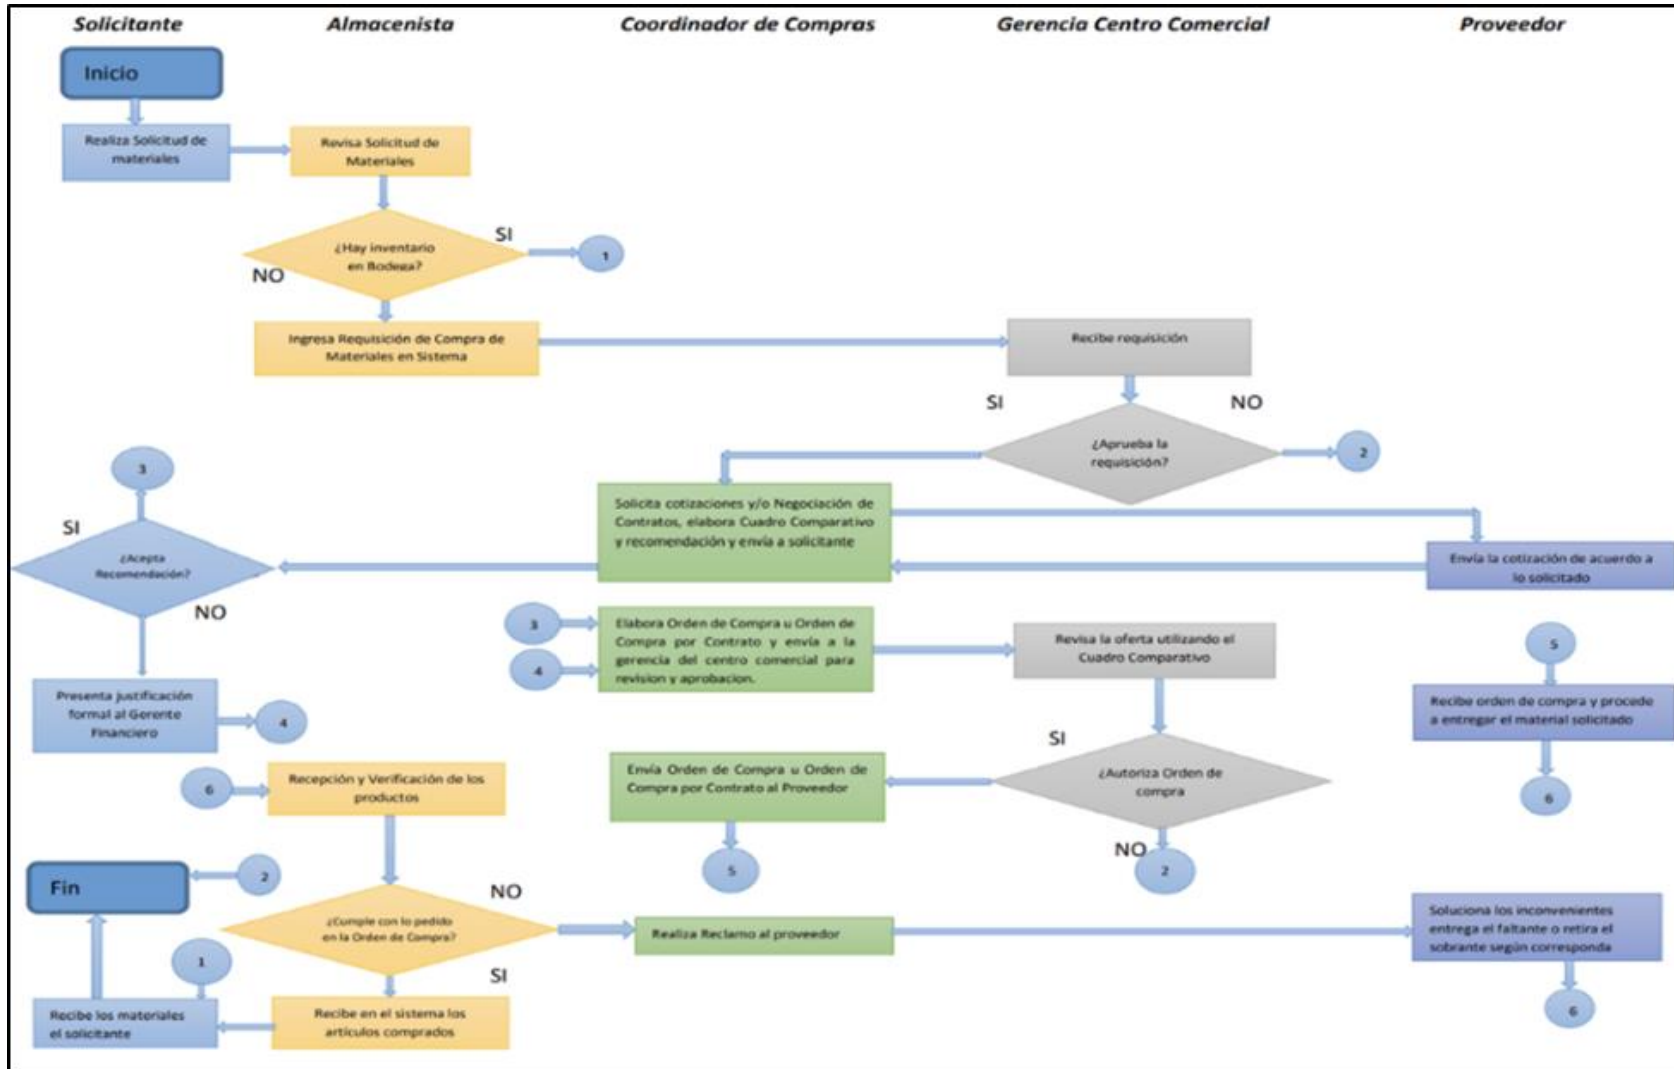 Solicitante
Almacenista
Coordinador de Compras
Gerencia Centro Comercial
Proveedor
Inicio
Realiza Solicitud de
materiales
Revisa Solicitud de
Materiales
¿Hay inventario
en Bodega?
SI
NO
1
Ingresa Requisición de Compra de
Materiales en Sistema
Recibe requisición
SI
NO
¿Aprueba la
requisición?
2
3
SI
¿Acepta
Recomendación?
NO
Solicita cotizaciones y/o Negociación de
Contratos, elabora Cuadro Comparativo
y recomendación y envía a solicitante
Envía la cotización de acuerdo a
lo solicitado
3
4
Elabora Orden de Compra u Orden de
Compra por Contrato y envía a la
gerencia del centro comercial para
revision y aprobacion.
Revisa la oferta utilizando el
Cuadro Comparativo
5
Recibe orden de compra y procede
a entregar el material solicitado
6
Presenta justificación
formal al Gerente
Financiero
4
SI
¿Autoriza Orden de
compra
NO
2
Envía Orden de Compra u Orden de
Compra por Contrato al Proveedor
5
6
Recepción y Verificación de los
productos
Fin
2
NO
¿Cumple con lo pedido
en la Orden de Compra?
SI
Realiza Reclamo al proveedor
Soluciona los inconvenientes
entrega el faltante o retira el
sobrante según corresponda
6
1
Recibe los materiales
el solicitante
Recibe en el sistema los
artículos comprados